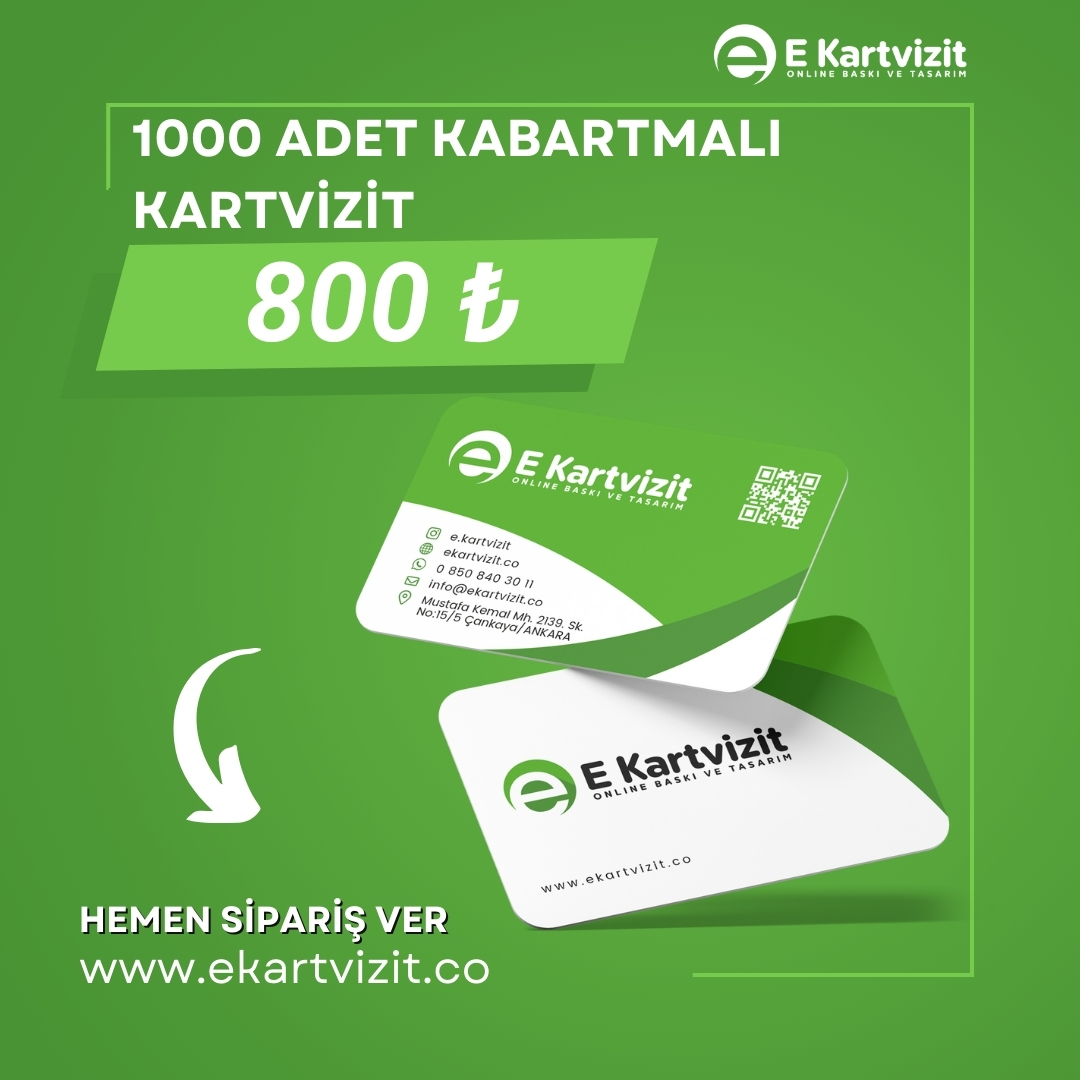 E Kartvizit
ONLINE BASKI VE TASARIM
1000 ADET KABARTMALI
KARTVİZİT
800 ₺
E Kartvizit
ONLINE BASKI VE TASARIM
e.kartvizit
ekartvizit.co
0 850 840 30 11
info@ekartvizit.co
Mustafa Kemal Mh. 2139. Sk.
No:15/5 Çankaya/ANKARA
E Kartvizit
ONLINE BASKI VE TASARIM
www.ekartvizit.co
HEMEN SİPARİŞ VER
www.ekartvizit.co